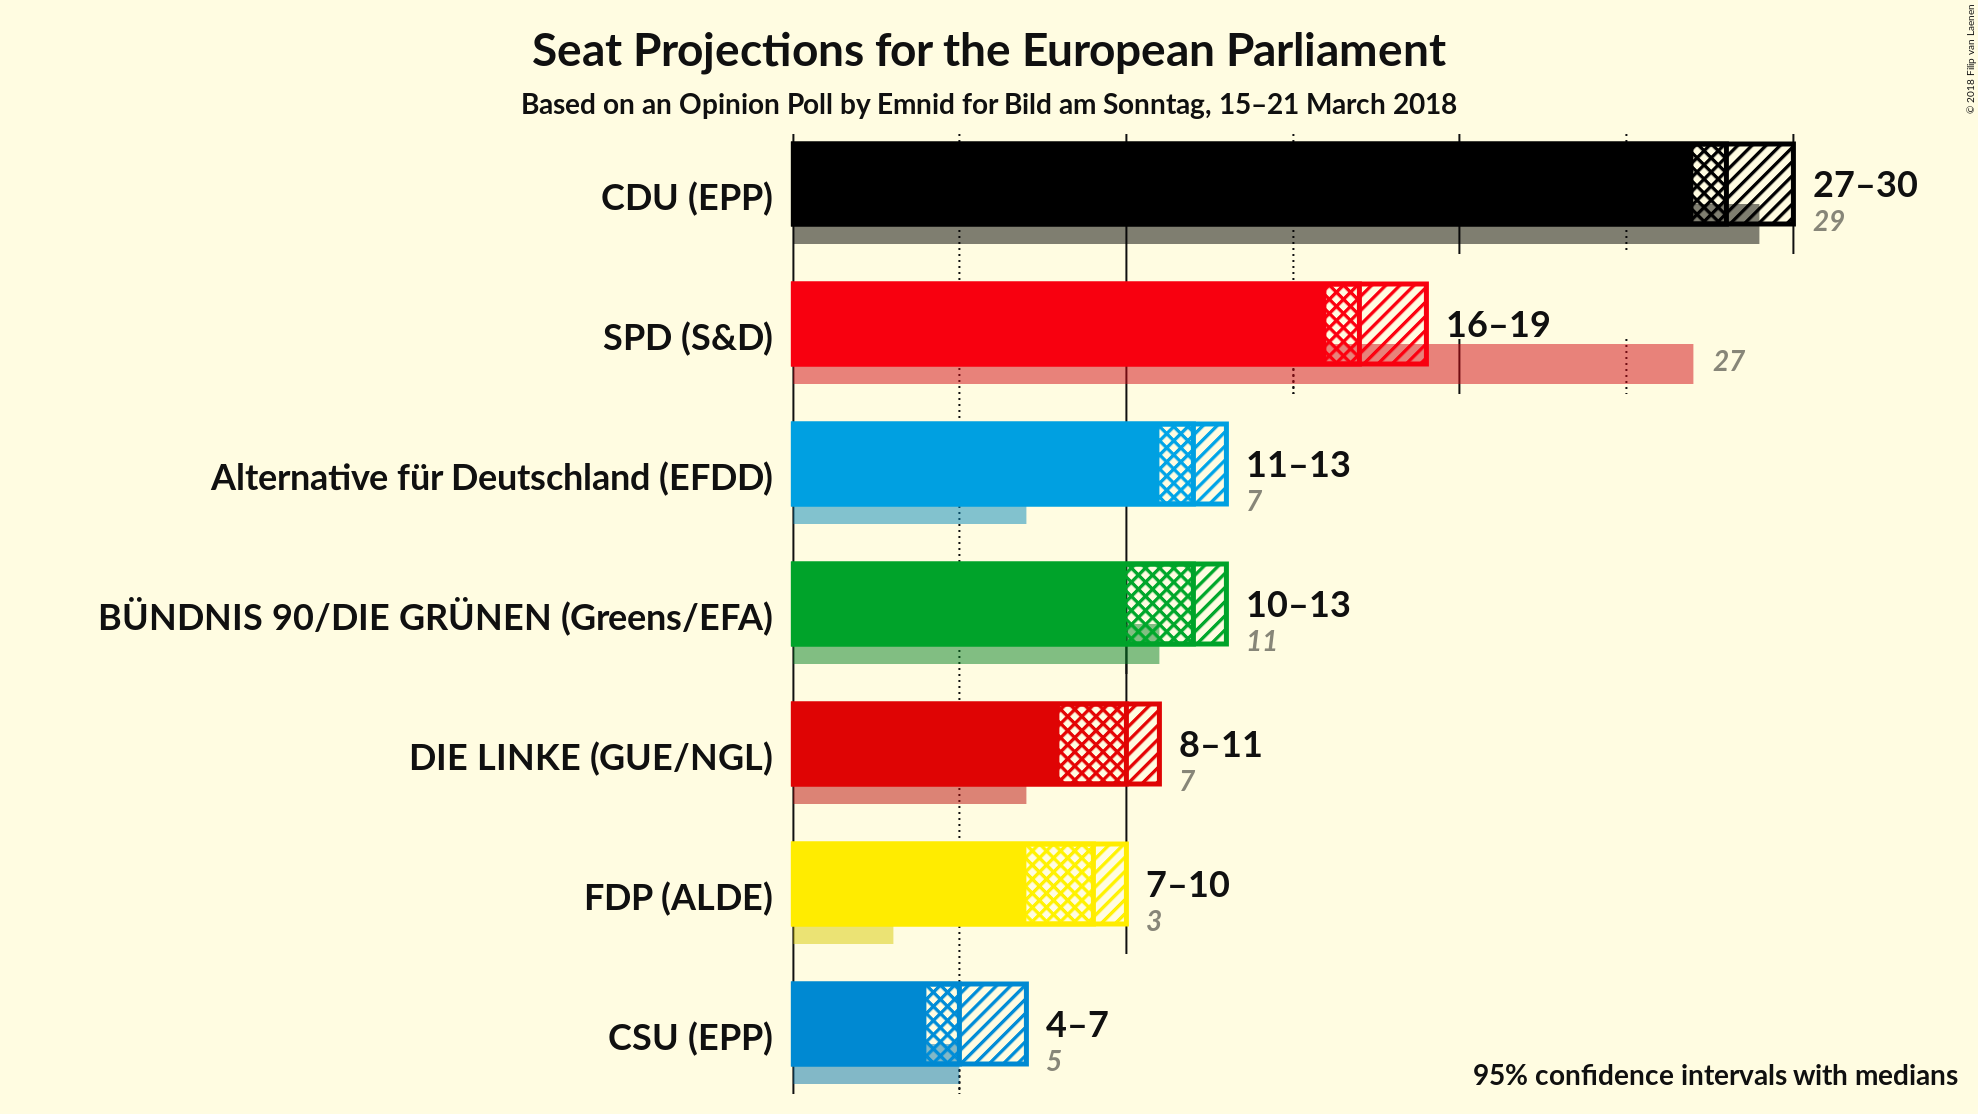 Seat Projections for the European Parliament
Based on an Opinion Poll by Emnid for Bild am Sonntag, 15–21 March 2018
© 2018 Filip van Laenen
CDU (EPP)
27–30
29
SPD (S&D)
16–19
27
Alternative für Deutschland (EFDD)
11–13
7
BÜNDNIS 90/DIE GRÜNEN (Greens/EFA)
10–13
11
DIE LINKE (GUE/NGL)
8–11
7
FDP (ALDE)
7–10
3
CSU (EPP)
4–7
5
95% confidence intervals with medians